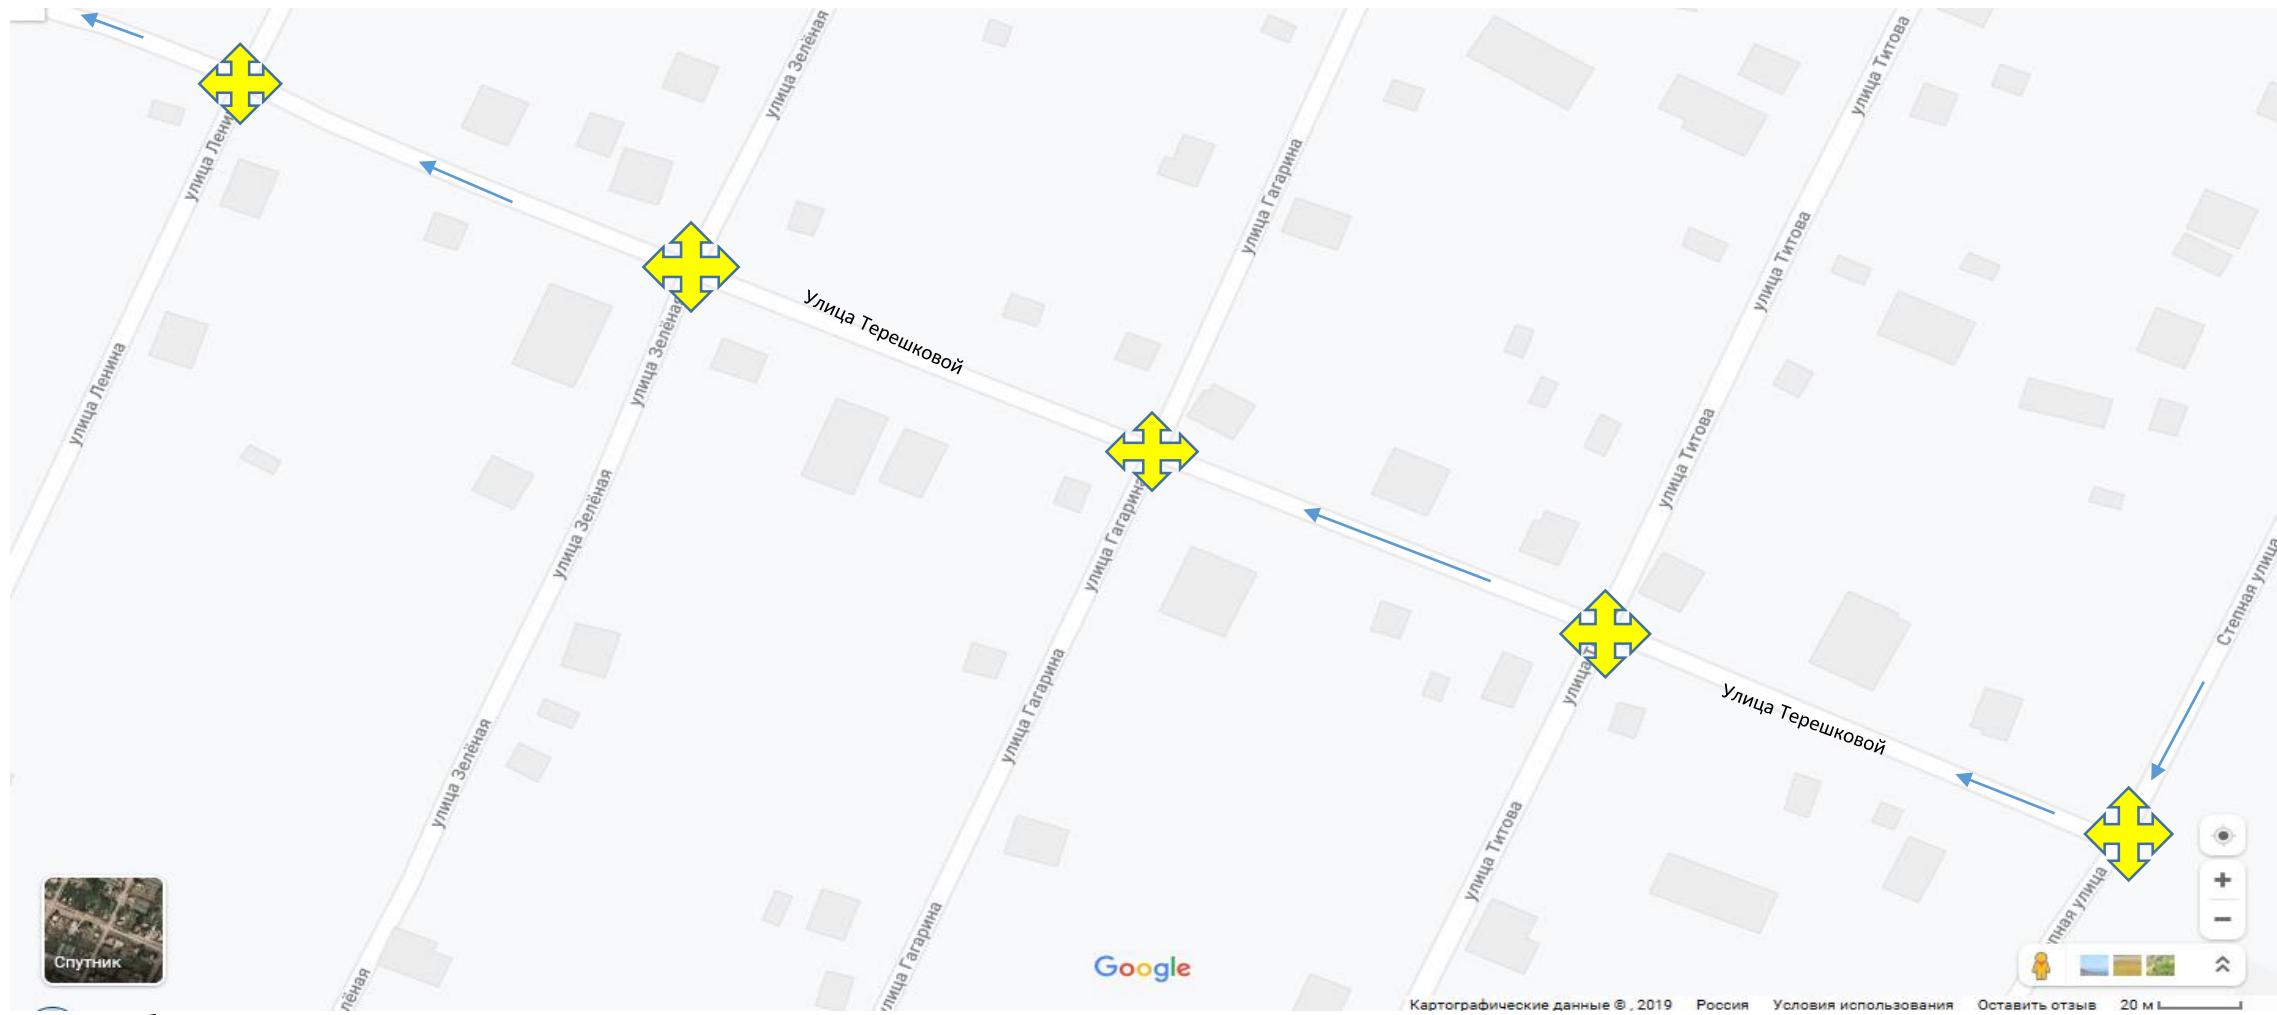 улица Зелёная
улица Титова
улица Ленина
улица Гагарина
улица Титова
Улица Терешковой
улица Зелёная
улица Ленина
улица Титова
улица Зелёная
улица Гагарина
Степная улица
улица Гагарина
улица
Улица Терешковой
улица Зелёная
улица Титова
улица Гагарина
улица
Спутник
Google
Картографические данные © , 2019 Россия Условия использования Оставить отзыв 20 м